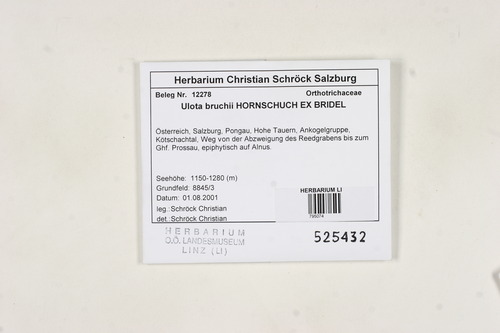 Herbarium Christian Schröck Salzburg
Beleg Nr. 12278 Orthotrichaceae
Ulota bruchii HORNSCHUCH EX BRIDEL
Österreich, Salzburg, Pongau, Hohe Tauern, Ankogelgruppe,
Kötschachtal, Weg von der Abzweigung des Reedgrabens bis zum
Ghf. Prossau, epiphytisch auf Alnus.
Seehöhe: 1150-1280 (m)
Grundfeld: 8845/3
Datum: 01.08.2001
leg.:Schröck Christian
det.:Schröck Christian
HERBARIUM LI
HERBARIUM
O.Ö. LANDESMUSEUM
LINZ (LI)
525432